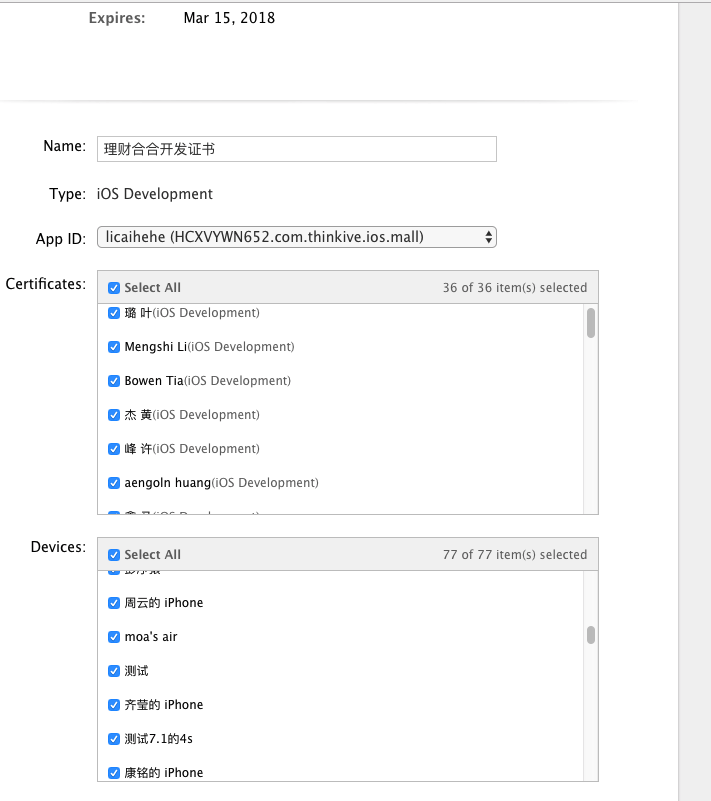 Expires: Mar 15, 2018
Name: 理财合合开发证书
Type: iOS Development
App ID: licaihehe (HCXVYWN652.com.thinkive.ios.mall)
Certificates:
Select All 36 of 36 item(s) selected
璐 叶(iOS Development)
Mengshi Li(iOS Development)
Bowen Tia(iOS Development)
杰 黄(iOS Development)
峰 许(iOS Development)
aengoln huang(iOS Development)
Devices:
Select All 77 of 77 item(s) selected
周云的 iPhone
moa's air
测试
齐莹的 iPhone
测试7.1的4s
康铭的 iPhone